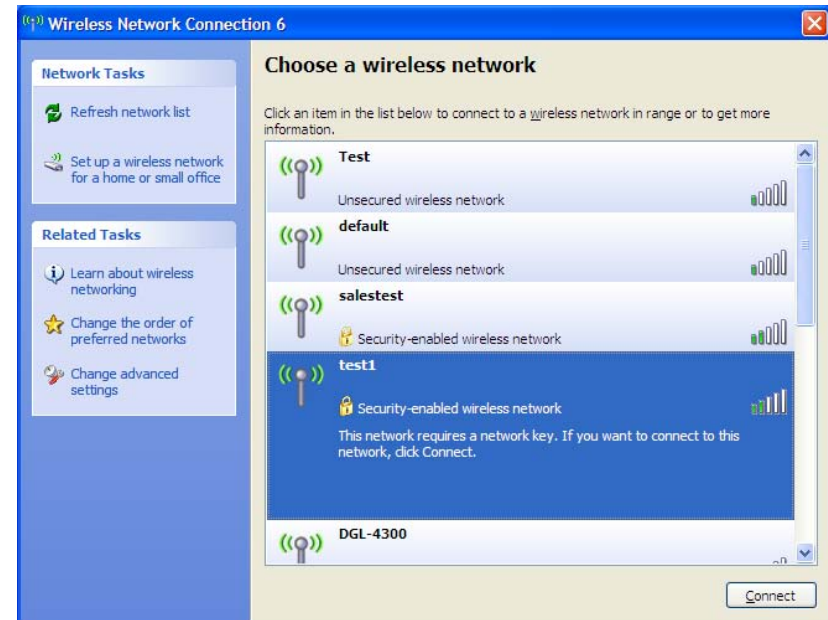 Wireless Network Connection 6
Network Tasks
Refresh network list
Set up a wireless network
for a home or small office
Related Tasks
Learn about wireless
networking
Change the order of
preferred networks
Change advanced
settings
Choose a wireless network
Click an item in the list below to connect to a wireless network in range or to get more
information.
Test
Unsecured wireless network
default
Unsecured wireless network
salestest
Security-enabled wireless network
test1
Security-enabled wireless network
This network requires a network key. If you want to connect to this
network, click Connect.
DGL-4300
Connect